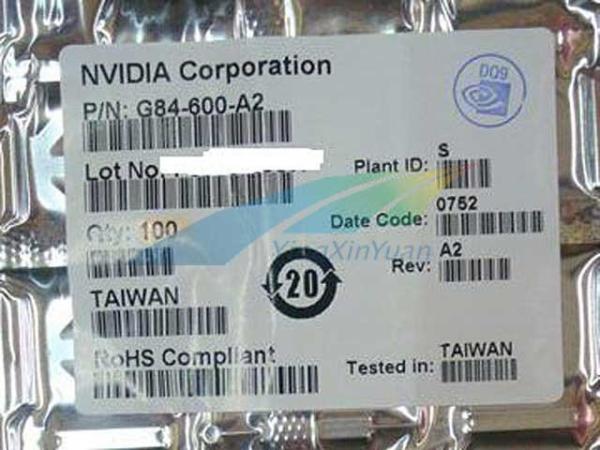 NVIDIA Corporation
P/N: G84-600-A2
Lot No.:
Plant ID: S
Qty: 100
Date Code: 0752
Rev: A2
YingXinYuan
20
TAIWAN
RoHS Compliant
Tested in: TAIWAN